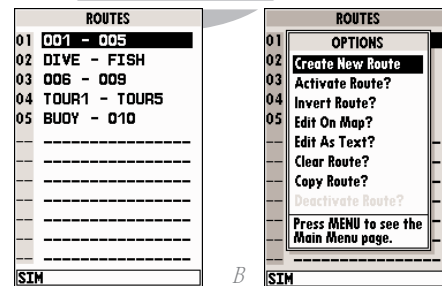 ROUTES
01 001 - 005
02 DIVE - FISH
03 006 - 009
04 TOUR1 - TOUR5
05 BUOY - 010
SIM
B
ROUTES
01
02
03
04
05
OPTIONS
Create New Route
Activate Route?
Invert Route?
Edit On Map?
Edit As Text?
Clear Route?
Copy Route?
Deactivate Route?
Press MENU to see the
Main Menu page.
SIM